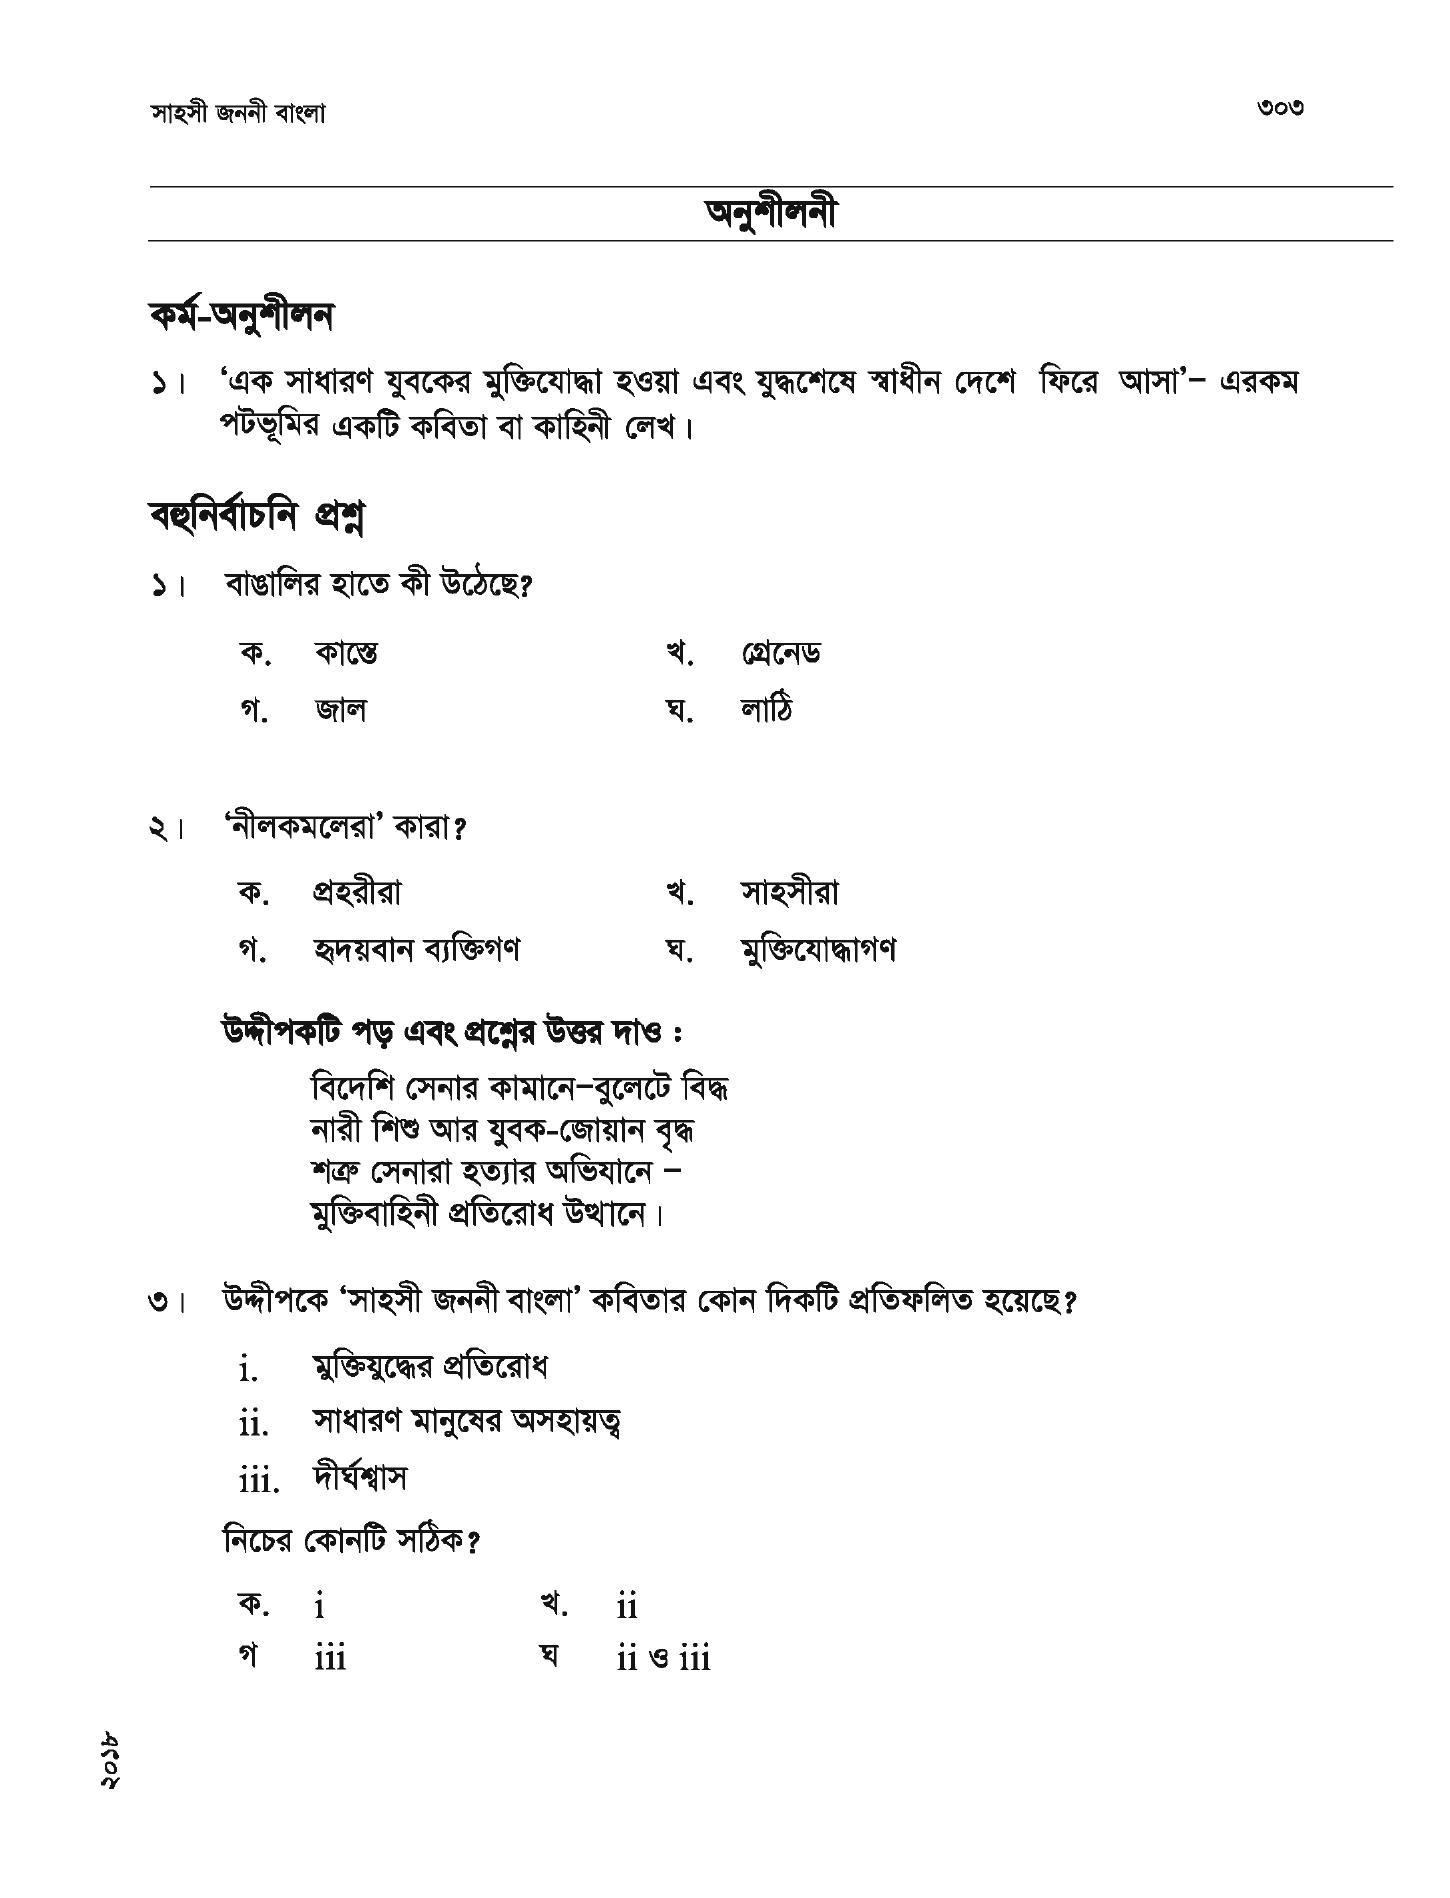 সাহসী জননী বাংলা ৩০৩
অনুশীলনী
কর্ম-অনুশীলন
১। ‘এক সাধারণ যুবকের মুক্তিযোদ্ধা হওয়া এবং যুদ্ধশেষে স্বাধীন দেশে ফিরে আসা’– এরকম
পটভূমির একটি কবিতা বা কাহিনী লেখ।
বহুনির্বাচনি প্রশ্ন
১। বাঙালির হাতে কী উঠেছে?
ক. কাস্তে খ. গ্রেনেড
গ. জাল ঘ. লাঠি
২। ‘নীলকমলেরা’ কারা?
ক. প্রহরীরা খ. সাহসীরা
গ. হৃদয়বান ব্যক্তিগণ ঘ. মুক্তিযোদ্ধাগণ
উদ্দীপকটি পড় এবং প্রশ্নের উত্তর দাও :
বিদেশি সেনার কামানে–বুলেটে বিদ্ধ
নারী শিশু আর যুবক-জোয়ান বৃদ্ধ
শত্রু সেনারা হত্যার অভিযানে –
মুক্তিবাহিনী প্রতিরোধ উত্থানে।
৩। উদ্দীপকে ‘সাহসী জননী বাংলা’ কবিতার কোন দিকটি প্রতিফলিত হয়েছে?
i. মুক্তিযুদ্ধের প্রতিরোধ
ii. সাধারণ মানুষের অসহায়ত্ব
iii. দীর্ঘশ্বাস
নিচের কোনটি সঠিক?
ক. i খ. ii
গ iii ঘ ii ও iii
২০১৮